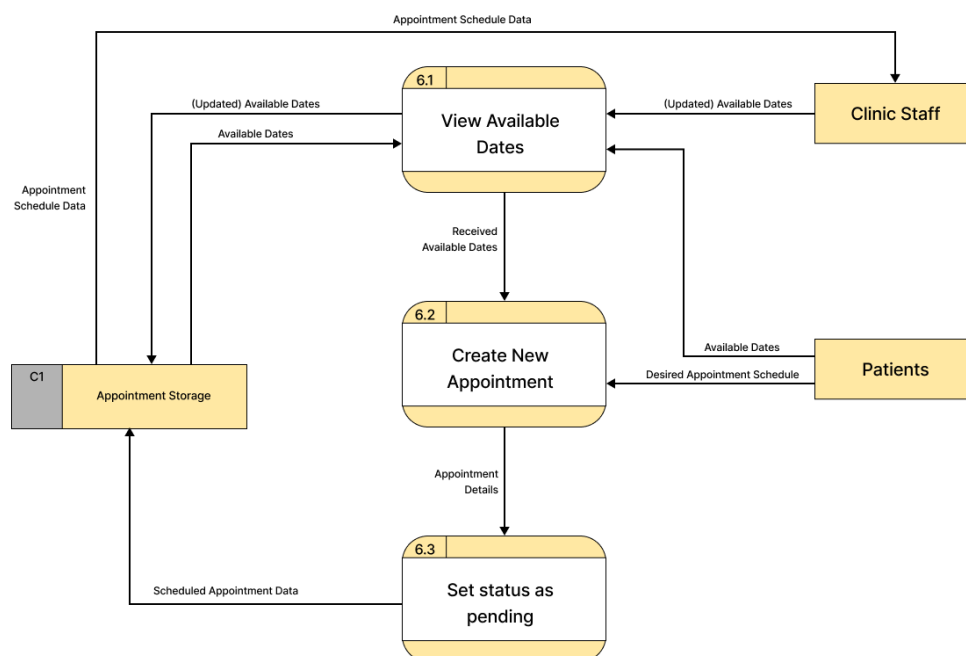 Appointment Schedule Data
6.1
View Available
Dates
(Updated) Available Dates
Available Dates
(Updated) Available Dates
Clinic Staff
Appointment
Schedule Data
Received
Available Dates
6.2
Create New
Appointment
Available Dates
Desired Appointment Schedule
Patients
C1
Appointment Storage
Appointment
Details
6.3
Set status as
pending
Scheduled Appointment Data